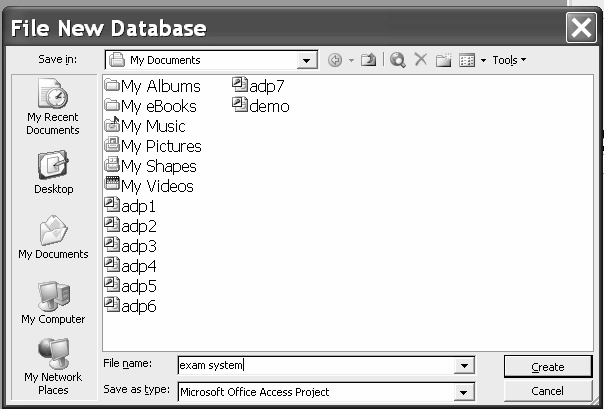 File New Database
Save in:
My Documents
Tools
My Recent
Documents
Desktop
My Documents
My Computer
My Network
Places
My Albums
My eBooks
My Music
My Pictures
My Shapes
My Videos
adp1
adp2
adp3
adp4
adp5
adp6
adp7
demo
File name:
exam system
Create
Save as type:
Microsoft Office Access Project
Cancel